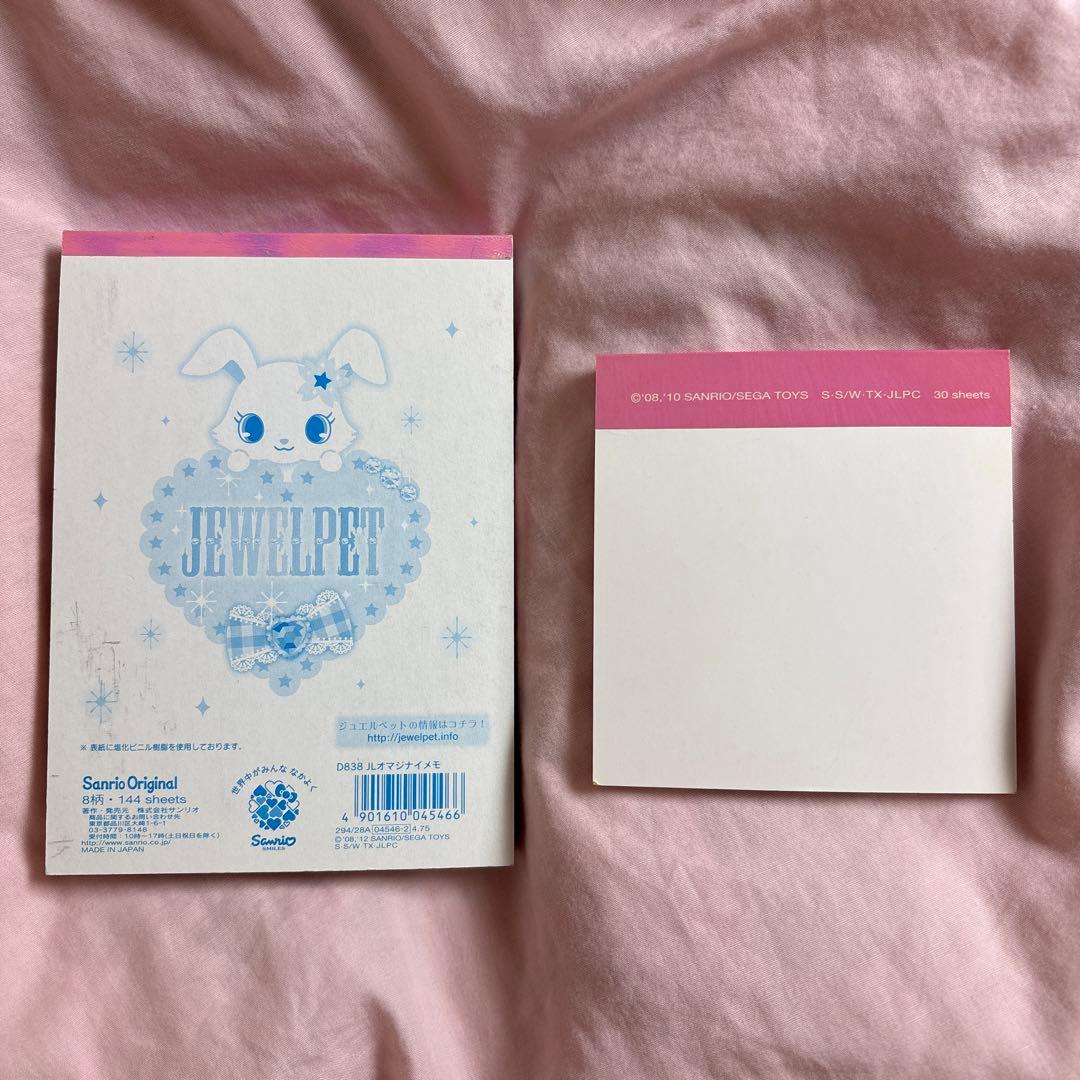 JEWELPET
ジュエルペットの情報はコチラ！
http://jewelpet.info
※ 表紙に塩化ビニル樹脂を使用しております。
Sanrio Original
8柄・144 sheets
著作・発売元 株式会社サンリオ
商品に関するお問い合わせ先
東京都品川区大崎1-6-1
03-3779-8148
受付時間：10時～17時(土日祝日を除く)
http://www.sanrio.co.jp/
MADE IN JAPAN
世界中がみんな なかよく
Sanrio
SMILES
D838 JLオマジナイメモ
4 901610 045466
294/28A 04546-2 4.75
©'08,'12 SANRIO/SEGA TOYS
S·S/W·TX·JLPC
©'08,'10 SANRIO/SEGA TOYS S·S/W·TX·JLPC 30 sheets